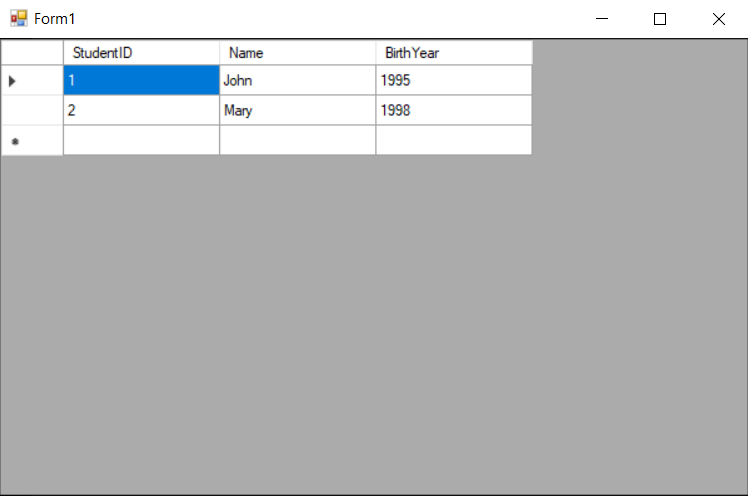 Form1
StudentID Name BirthYear
1 John 1995
2 Mary 1998